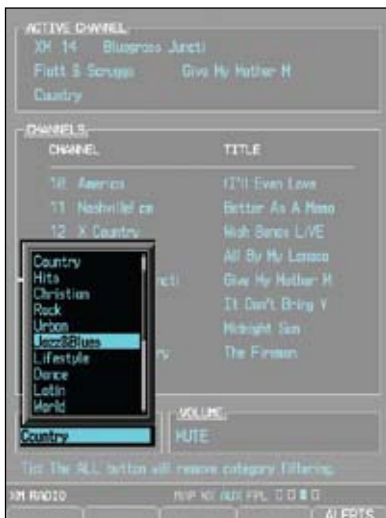 ACTIVE CHANNEL
XM 14 Bluegrass Juncti
Flatt & Scruggs Give My Mother M
Country
CHANNELS
CHANNEL TITLE
10 America I'll Even Love
11 Nashville! Better As A Memo
12 X Country Wish Bones LiVE
All By My
Give My Mother M
It Don't Bring Y
Midnight Sun
The Fireman
Country
Hits
Christian
Rock
Urban
Jazz&Blues
Lifestyle
Dance
Latin
World
Country
VOLUME
MUTE
Tip: The ALL button will remove category filtering.
XM RADIO MAP WX AUX FPL
ALERTS